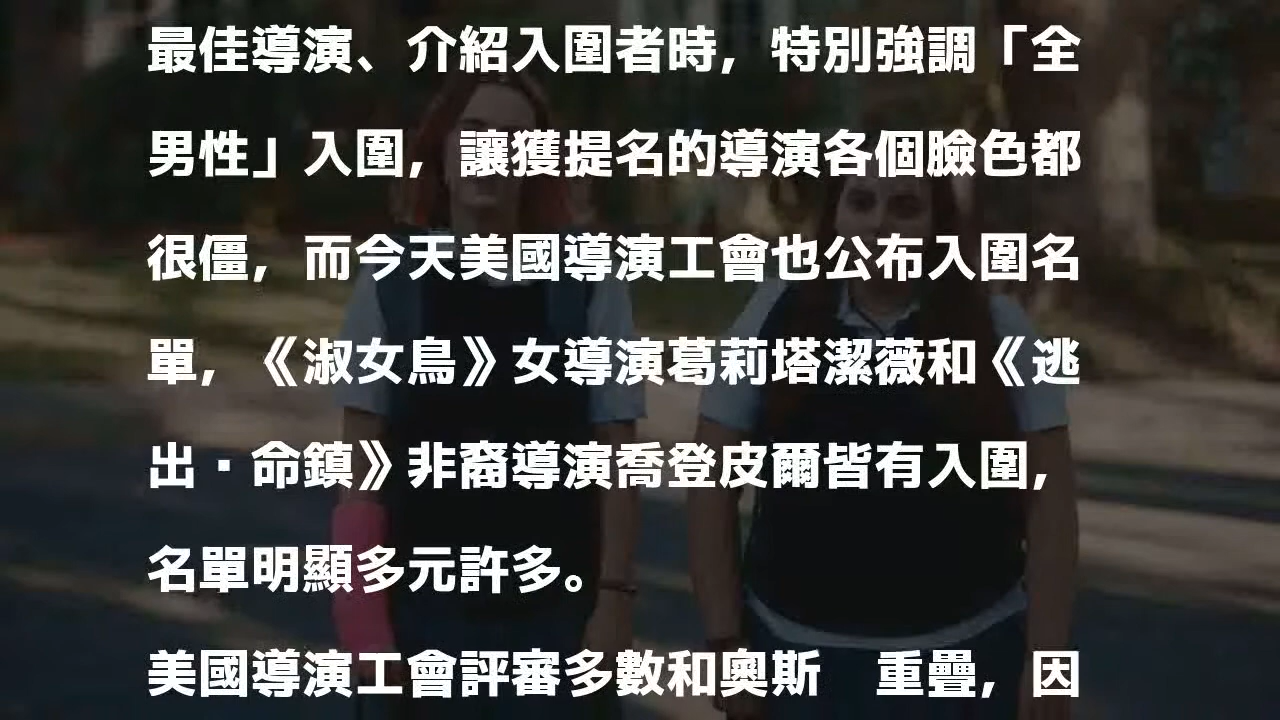 最佳導演、介紹入圍者時，特別強調「全
男性」入圍，讓獲提名的導演各個臉色都
很僵，而今天美國導演工會也公布入圍名
單，《淑女鳥》女導演葛莉塔潔薇和《逃
出・命鎮》非裔導演喬登皮爾皆有入圍，
名單明顯多元許多。
美國導演工會評審多數和奧斯　重疊，因